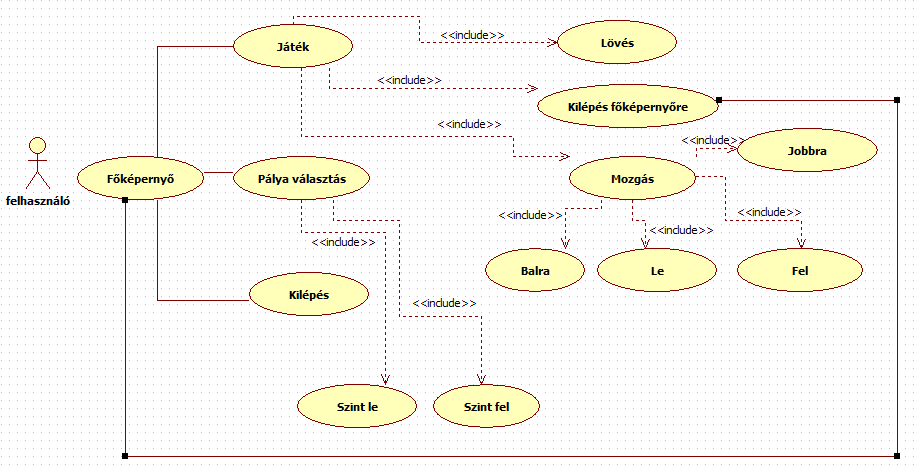 Játék
<<include>>
Lövés
<<include>>
Kilépés főképernyőre
<<include>>
<<include>>
Jobbra
felhasználó
Főképernyő
Pálya választás
Mozgás
<<include>>
<<include>>
<<include>>
<<include>>
Balra
Le
Fel
Kilépés
<<include>>
Szint le
Szint fel